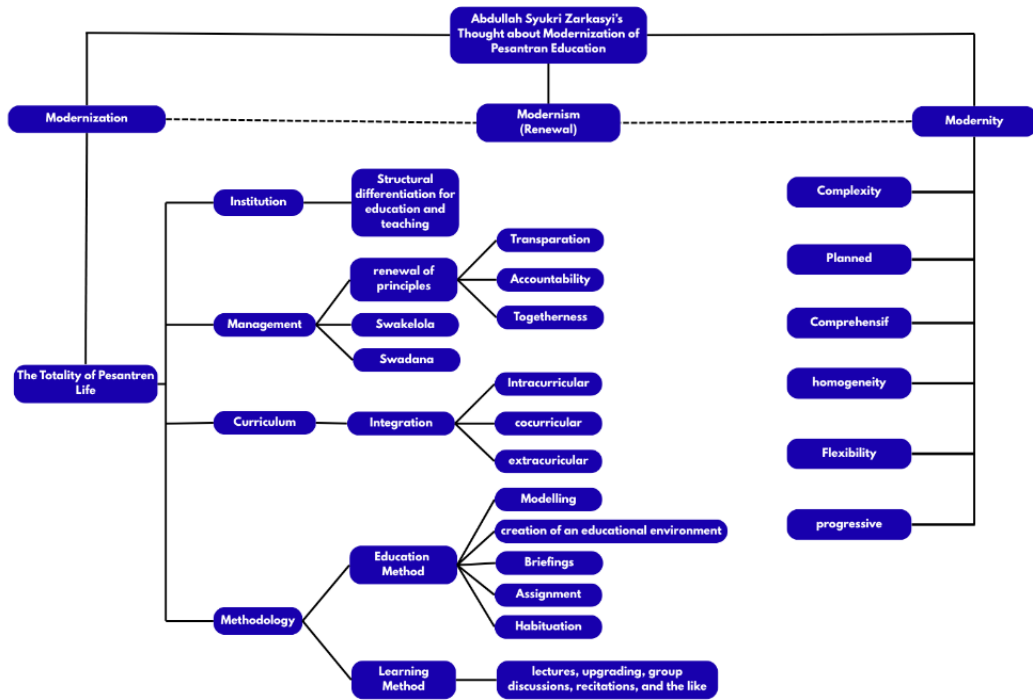 Abdullah Syukri Zarkasyi's
Thought about Modernization of
Pesantran Education
Modernization
Modernism
(Renewal)
Modernity
The Totality of Pesantren
Life
Institution
Structural
differentiation for
education and
teaching
Management
renewal of
principles
Transparation
Accountability
Togetherness
Swakelola
Swadana
Curriculum
Integration
Intracurricular
cocurricular
extracuricular
Methodology
Education
Method
Modelling
creation of an educational environment
Briefings
Assignment
Habituation
Learning
Method
lectures, upgrading, group
discussions, recitations, and the like
Complexity
Planned
Comprehensif
homogeneity
Flexibility
progressive